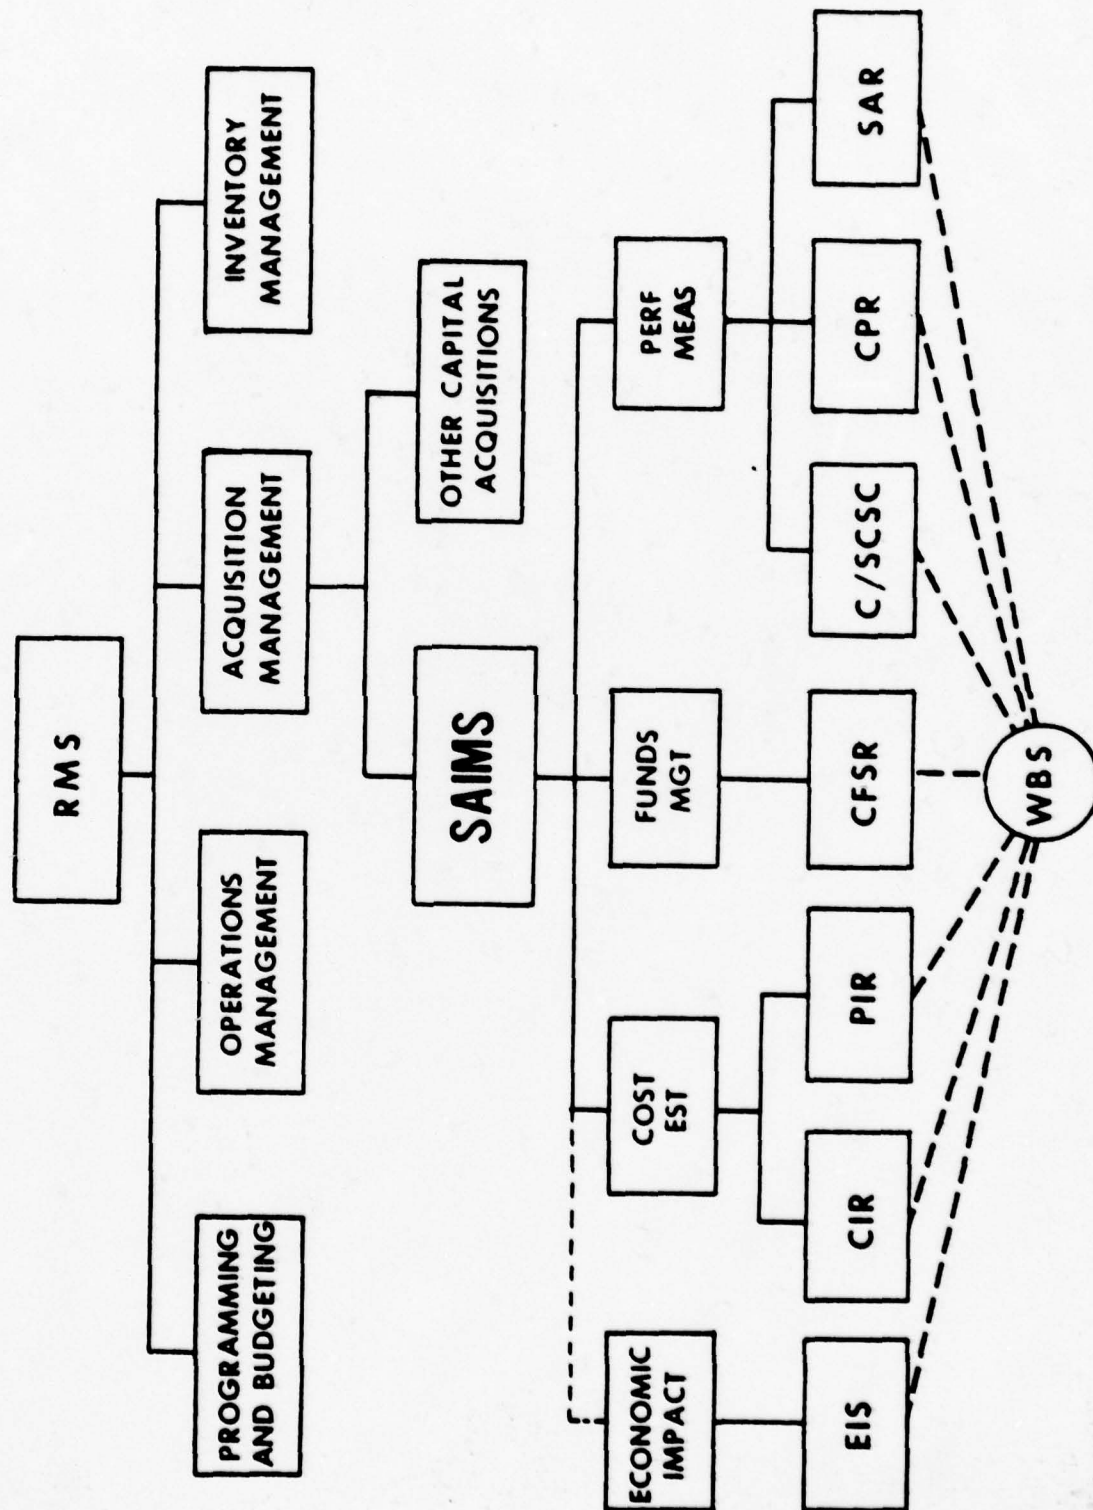 RMS
PROGRAMMING
AND BUDGETING
OPERATIONS
MANAGEMENT
ACQUISITION
MANAGEMENT
INVENTORY
MANAGEMENT
SAIMS
OTHER CAPITAL
ACQUISITIONS
ECONOMIC
IMPACT
COST
EST
FUNDS
MGT
PERF
MEAS
EIS
CIR
PIR
CFSR
C/SCSC
CPR
SAR
WBS